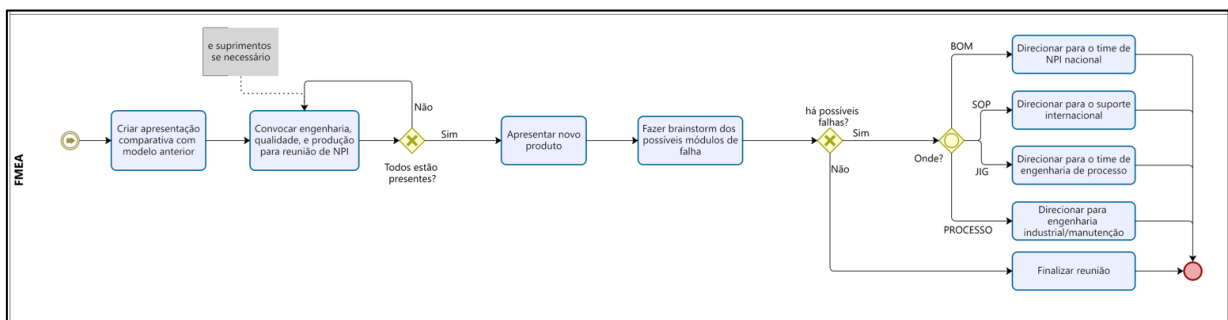 FMEA
e suprimentos
se necessário
Criar apresentação
comparativa com
modelo anterior
Convocar engenharia,
qualidade, e produção
para reunião de NPI
Não
Todos estão
presentes?
Sim
Apresentar novo
produto
Fazer brainstorm dos
possíveis módulos de
falha
há possíveis
falhas?
Sim
Não
Onde?
BOM
Direcionar para o time de
NPI nacional
SOP
Direcionar para o suporte
internacional
JIG
Direcionar para o time de
engenharia de processo
PROCESSO
Direcionar para
engenharia
industrial/manutenção
Finalizar reunião